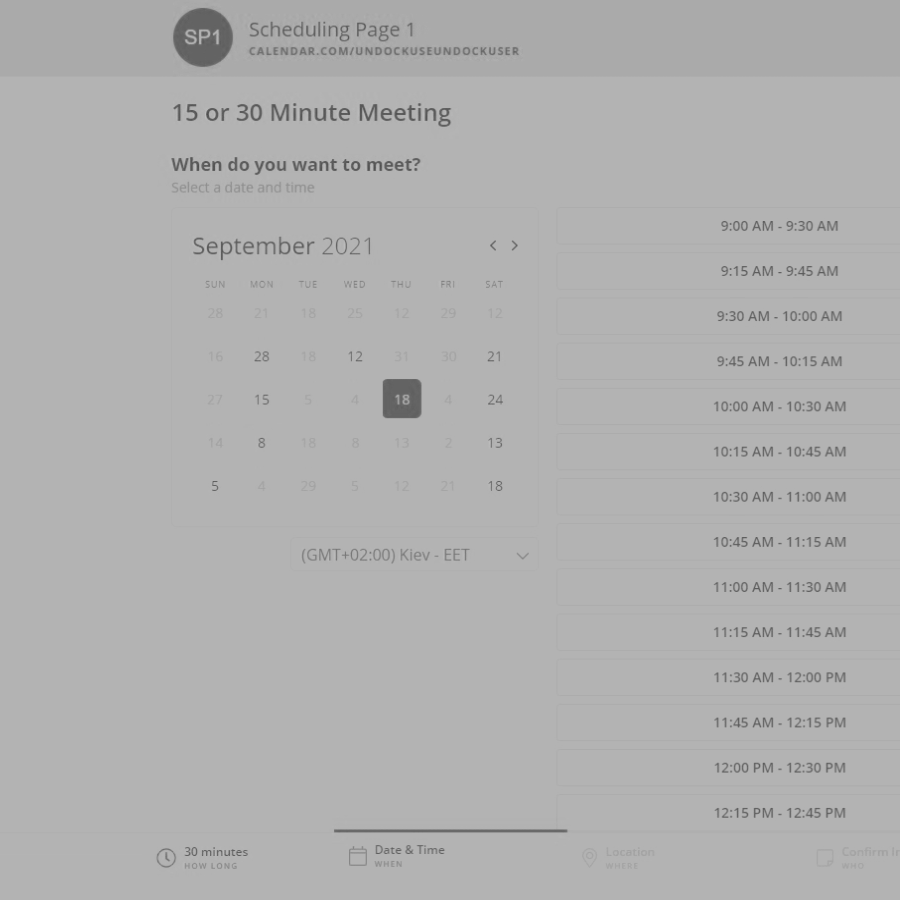 SP1
Scheduling Page 1
CALENDAR.COM/UNDOCKUSEUNDOCKUSER
15 or 30 Minute Meeting
When do you want to meet?
Select a date and time
September 2021
SUN MON TUE WED THU FRI SAT
28 21 18 25 12 29 12
16 28 18 12 31 30 21
27 15 5 4 18 4 24
14 8 18 8 13 2 13
5 4 29 5 12 21 18
(GMT+02:00) Kiev - EET
9:00 AM - 9:30 AM
9:15 AM - 9:45 AM
9:30 AM - 10:00 AM
9:45 AM - 10:15 AM
10:00 AM - 10:30 AM
10:15 AM - 10:45 AM
10:30 AM - 11:00 AM
10:45 AM - 11:15 AM
11:00 AM - 11:30 AM
11:15 AM - 11:45 AM
11:30 AM - 12:00 PM
11:45 AM - 12:15 PM
12:00 PM - 12:30 PM
12:15 PM - 12:45 PM
30 minutes
HOW LONG
Date & Time
WHEN
Location
WHERE
Confirm
WHO